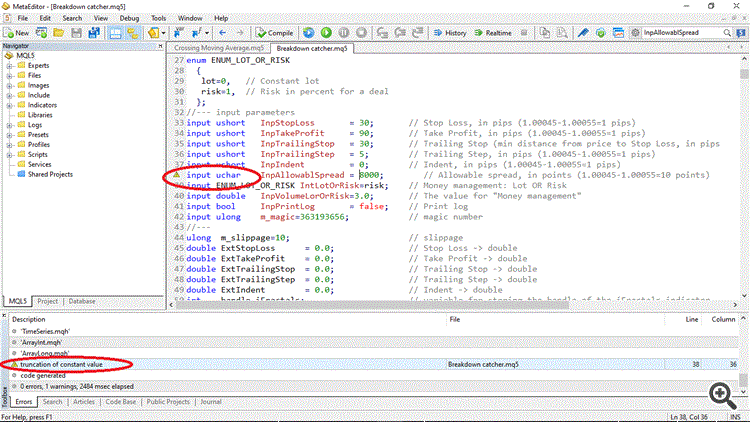 MetaEditor - [Breakdown catcher.mq5]
File Edit Search View Debug Tools Window Help
New Compile History Realtime InpAllowablSpread
Navigator
MQL5
Experts
Files
Images
Include
Indicators
Libraries
Logs
Presets
Profiles
Scripts
Services
Shared Projects
MQL5 Project Database
Crossing Moving Average.mq5 Breakdown catcher.mq5
27 enum ENUM_LOT_OR_RISK
28 {
29 lot=0, // Constant lot
30 risk=1, // Risk in percent for a deal
31 };
32 //--- input parameters
33 input ushort InpStopLoss = 30; // Stop Loss, in pips (1.00045-1.00055=1 pips)
34 input ushort InpTakeProfit = 90; // Take Profit, in pips (1.00045-1.00055=1 pips)
35 input ushort InpTrailingStop = 30; // Trailing Stop (min distance from price to Stop Loss, in pips
36 input ushort InpTrailingStep = 5; // Trailing Step, in pips (1.00045-1.00055=1 pips)
37 input ushort InpIndent = 0; // Indent, in pips (1.00045-1.00055=1 pips)
input uchar InpAllowablSpread = 8000; // Allowable spread, in points (1.00045-1.00055=10 points)
39 input ENUM_LOT_OR_RISK IntLotOrRisk=risk; // Money management: Lot OR Risk
40 input double InpVolumeLorOrRisk=3.0; // The value for "Money management"
41 input bool InpPrintLog = false; // Print log
42 input ulong m_magic=363193656; // magic number
43 //---
44 ulong m_slippage=10; // slippage
45 double ExtStopLoss = 0.0; // Stop Loss -> double
46 double ExtTakeProfit = 0.0; // Take Profit -> double
47 double ExtTrailingStop = 0.0; // Trailing Stop -> double
48 double ExtTrailingStep = 0.0; // Trailing Step -> double
49 double ExtIndent = 0.0; // Indent -> double
50 int handle_iFractals; // variable for storing the handle of the iFractals indicator
Description File Line Column
'TimeSeries.mqh'
'ArrayInt.mqh'
'ArrayLong.mqh'
truncation of constant value Breakdown catcher.mq5 38 36
code generated
0 errors, 1 warnings, 2484 msec elapsed
Errors Search Articles Code Base Public Projects Journal
Toolbox
For Help, press F1 Ln 38, Col 36 INS